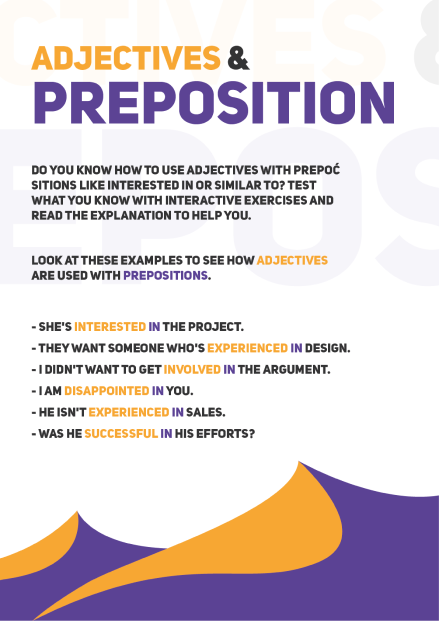 ADJECTIVES &
PREPOSITION
DO YOU KNOW HOW TO USE ADJECTIVES WITH PREPOĆ
SITIONS LIKE INTERESTED IN OR SIMILAR TO? TEST
WHAT YOU KNOW WITH INTERACTIVE EXERCISES AND
READ THE EXPLANATION TO HELP YOU.
LOOK AT THESE EXAMPLES TO SEE HOW ADJECTIVES
ARE USED WITH PREPOSITIONS.
- SHE'S INTERESTED IN THE PROJECT.
- THEY WANT SOMEONE WHO'S EXPERIENCED IN DESIGN.
- I DIDN'T WANT TO GET INVOLVED IN THE ARGUMENT.
- I AM DISAPPOINTED IN YOU.
- HE ISN'T EXPERIENCED IN SALES.
- WAS HE SUCCESSFUL IN HIS EFFORTS?